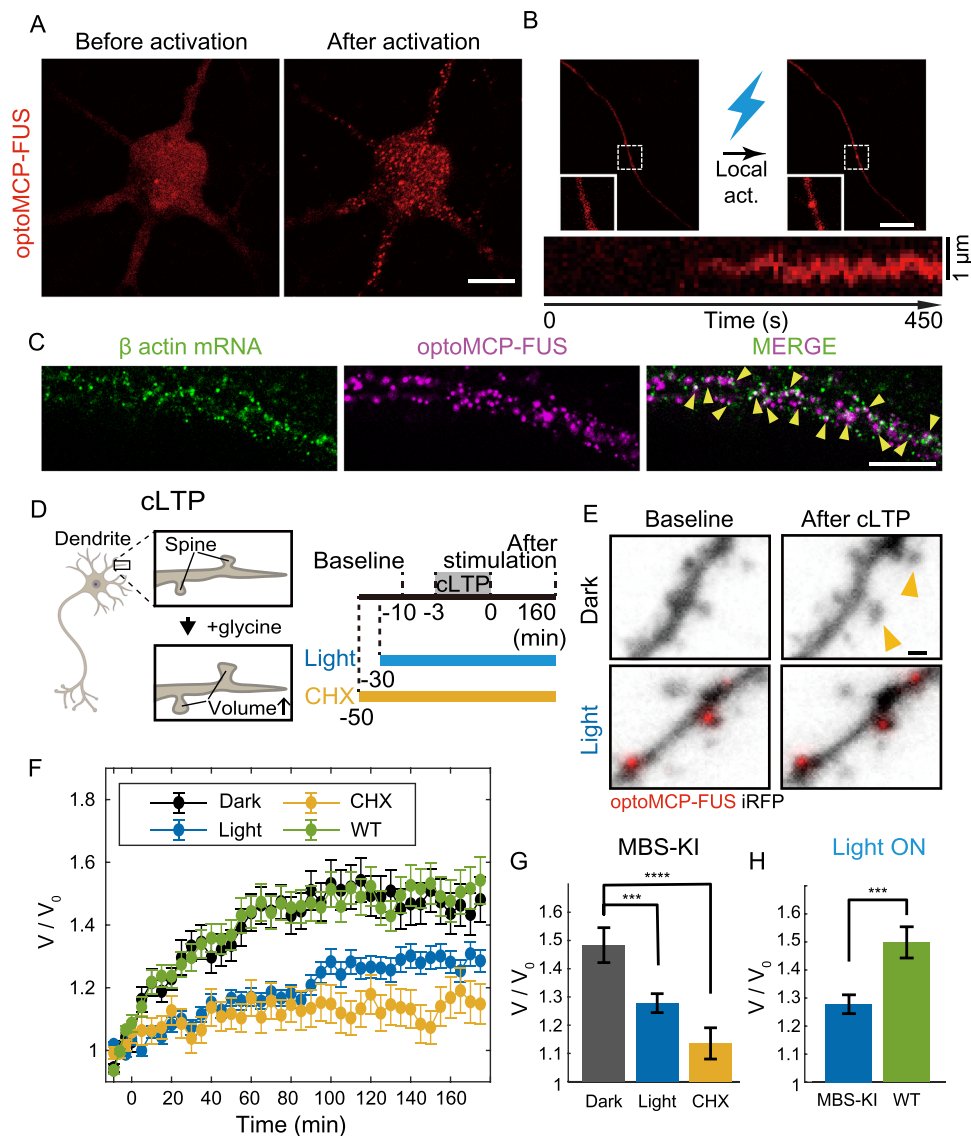 A
Before activation
After activation
optoMCP-FUS
B
Local
act.
1 μm
0
Time (s)
450
C
β actin mRNA
optoMCP-FUS
MERGE
D
cLTP
Dendrite
Spine
+glycine
Volume↑
After
Baseline
stimulation
cLTP
-10
-3
0
160
(min)
Light
-30
CHX
-50
E
Baseline
After cLTP
Dark
Light
optoMCP-FUS iRFP
F
Dark
CHX
Light
WT
1.8
1.6
1.4
1.2
1
V / V0
0
20
40
60
80
100
120
140
160
Time (min)
G
MBS-KI
****
***
1.5
1.4
1.3
1.2
1.1
1
V / V0
Dark
Light
CHX
H
Light ON
***
1.5
1.4
1.3
1.2
1.1
1
V / V0
MBS-KI
WT